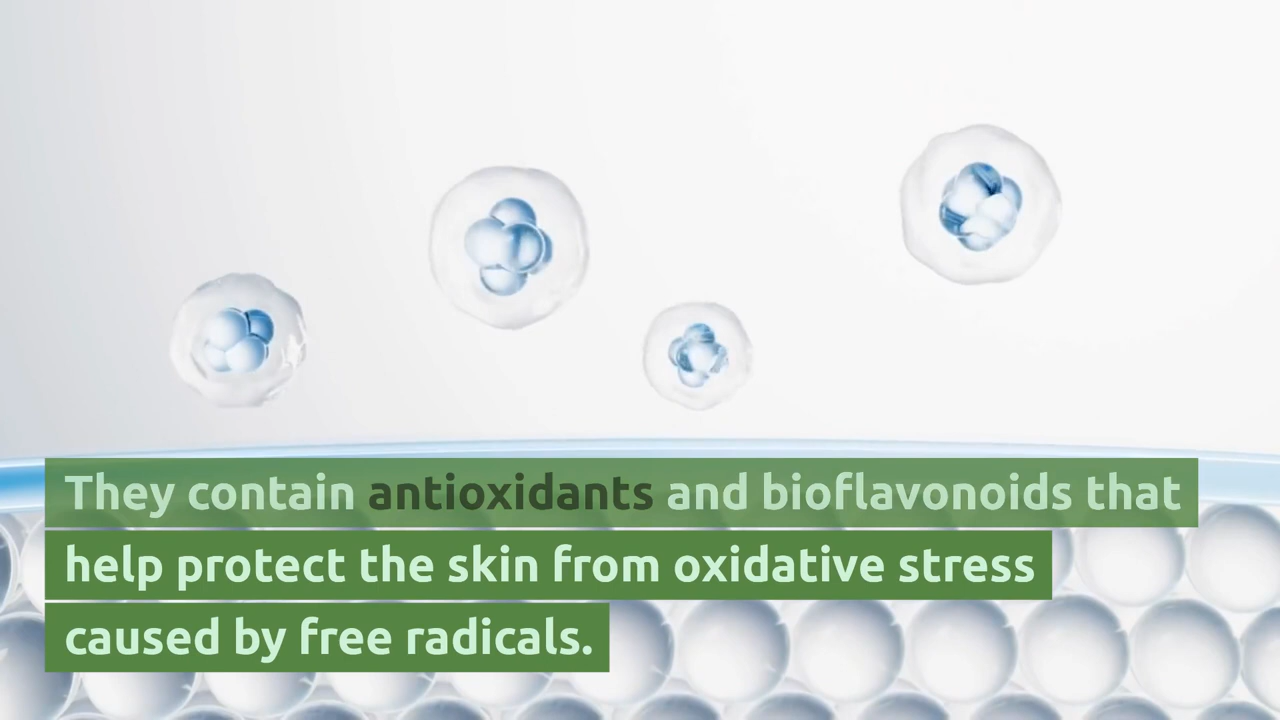 They contain antioxidants and bioflavonoids that
help protect the skin from oxidative stress
caused by free radicals.